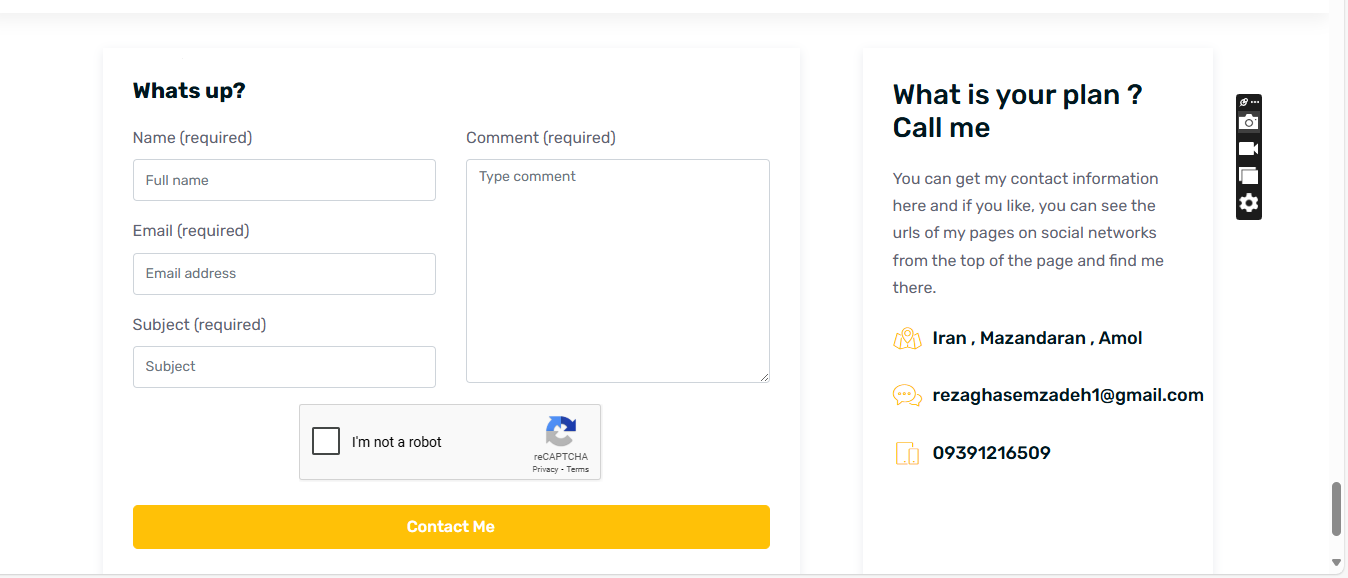 Whats up?
Name (required)
Full name
Email (required)
Email address
Subject (required)
Subject
Comment (required)
Type comment
I'm not a robot
reCAPTCHA
Privacy - Terms
Contact Me
What is your plan ?
Call me
You can get my contact information
here and if you like, you can see the
urls of my pages on social networks
from the top of the page and find me
there.
Iran , Mazandaran , Amol
rezaghasemzadeh1@gmail.com
09391216509